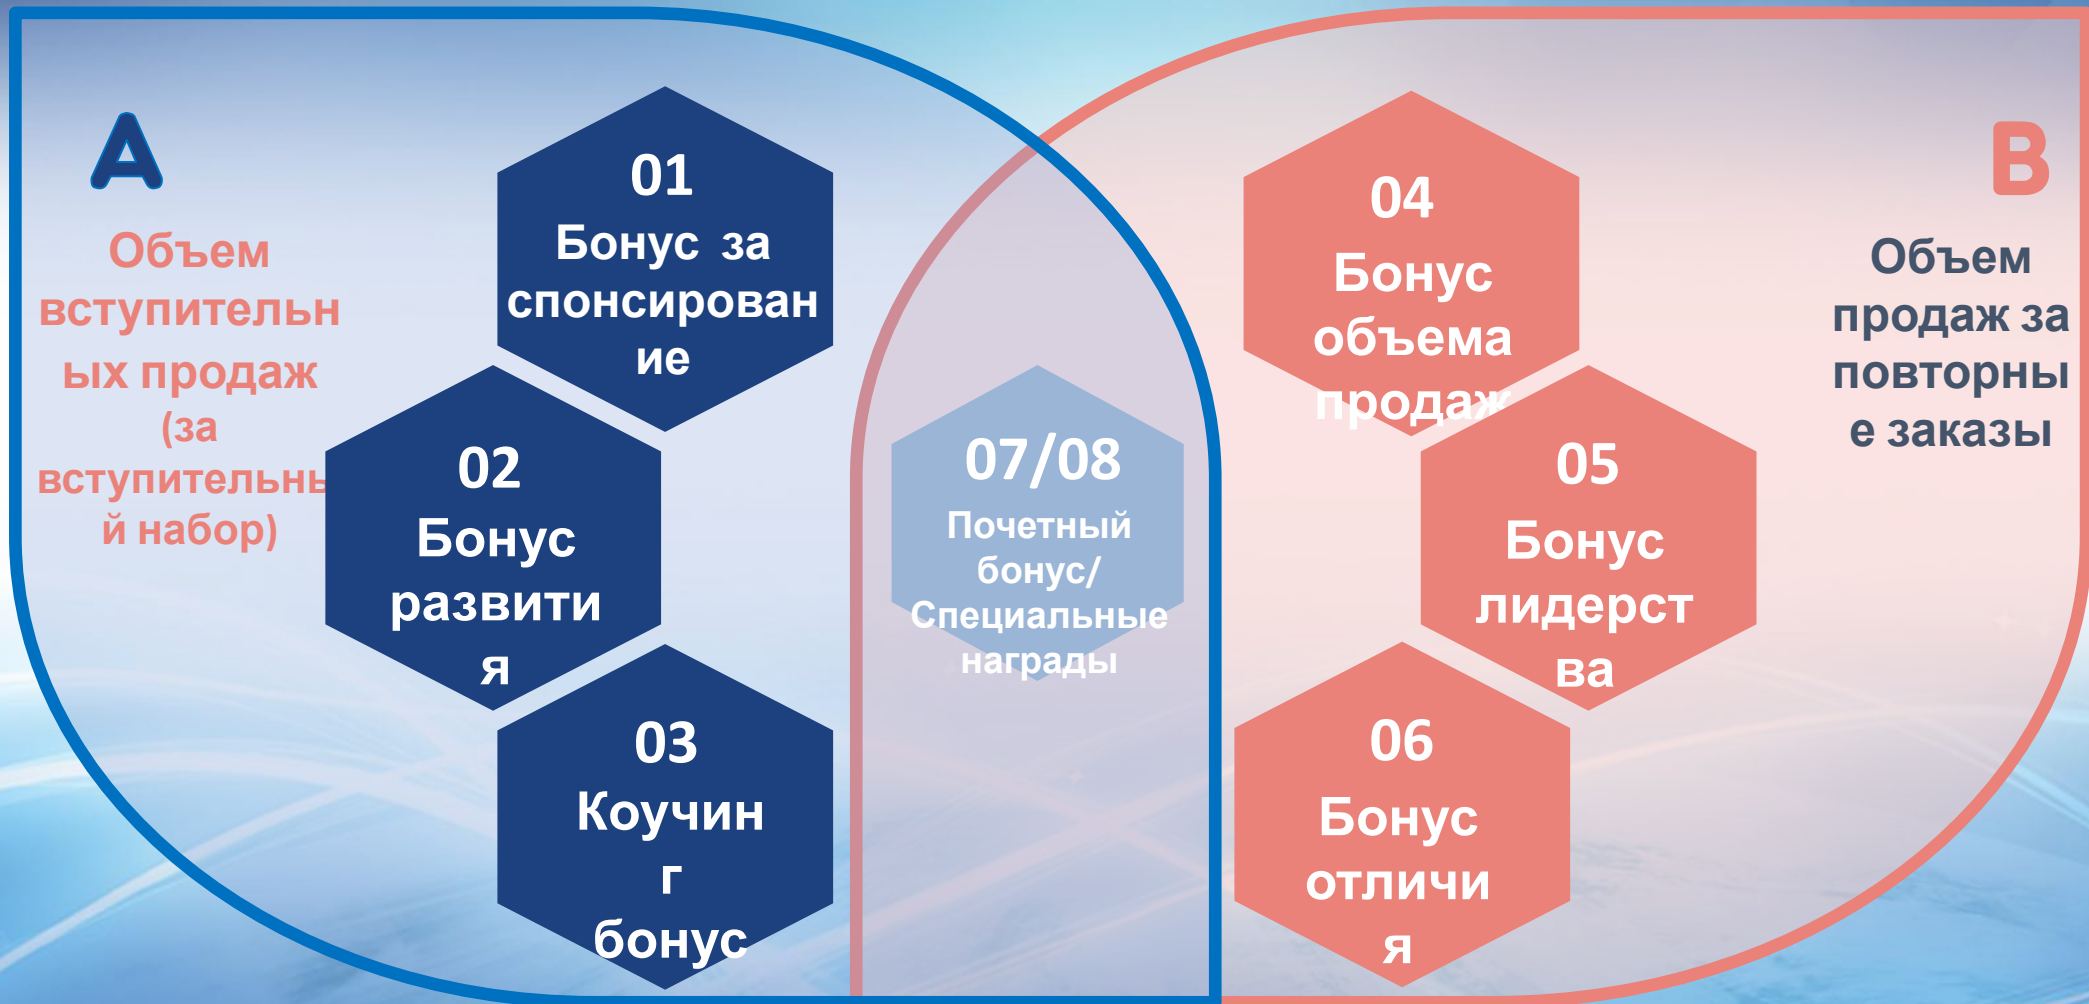 A
Объем
вступительн
ых продаж
(за
вступительны
й набор)
01
Бонус за
спонсирован
ие
02
Бонус
развити
я
03
Коучин
г
бонус
07/08
Почетный
бонус/
Специальные
награды
04
Бонус
объема
продаж
05
Бонус
лидерст
ва
06
Бонус
отличи
я
B
Объем
продаж за
повторны
е заказы